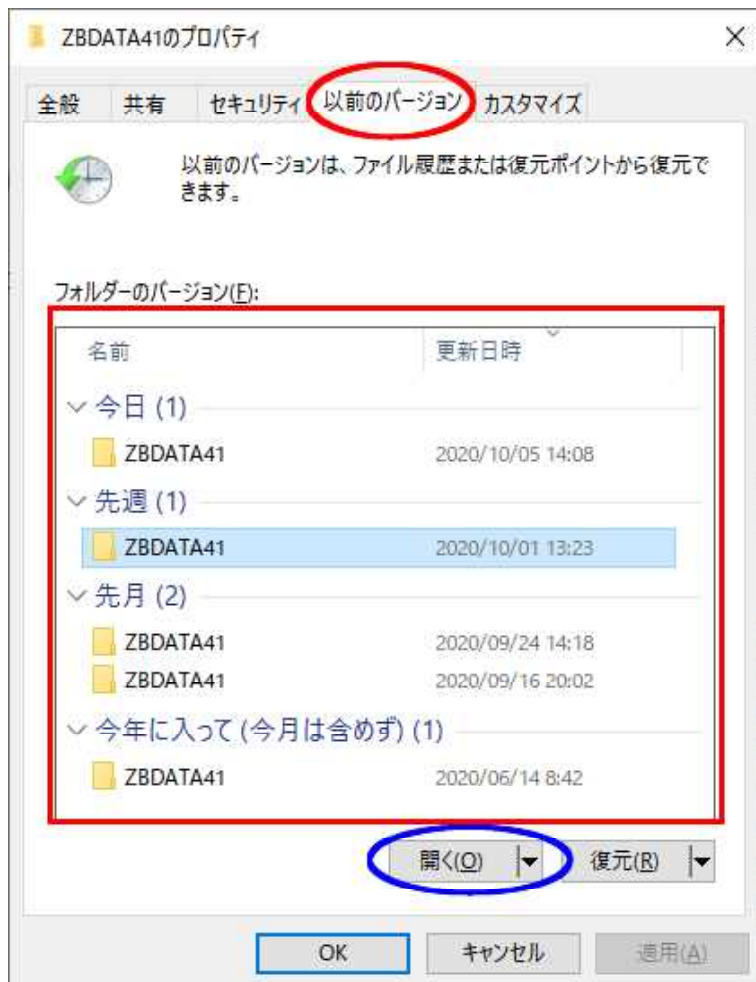 ZBDATA41のプロパティ
全般 共有 セキュリティ 以前のバージョン カスタマイズ
以前のバージョンは、ファイル履歴または復元ポイントから復元で
きます。
フォルダーのバージョン(F):
名前 更新日時
今日 (1)
ZBDATA41 2020/10/05 14:08
先週 (1)
ZBDATA41 2020/10/01 13:23
先月 (2)
ZBDATA41 2020/09/24 14:18
ZBDATA41 2020/09/16 20:02
今年に入って (今月は含めず) (1)
ZBDATA41 2020/06/14 8:42
開く(O) 復元(R)
OK キャンセル 適用(A)